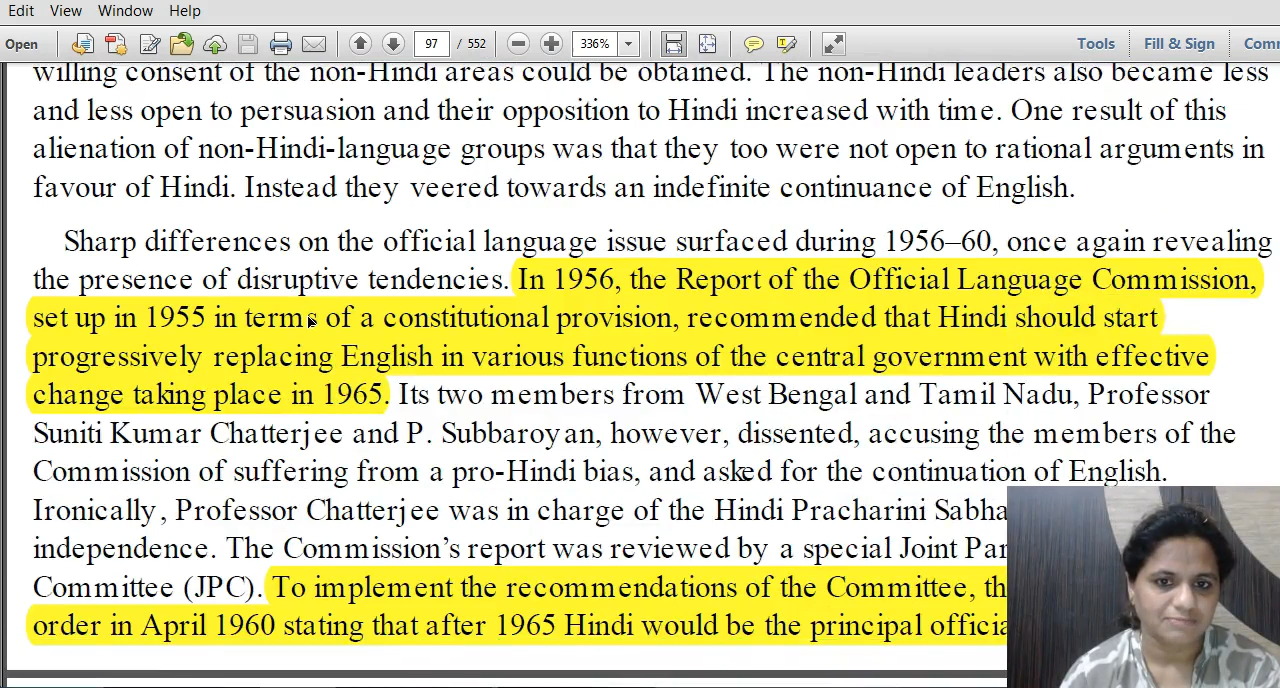 Edit View Window Help
Open 97 / 552 336% Tools Fill & Sign Comm
willing consent of the non-Hindi areas could be obtained. The non-Hindi leaders also became less
and less open to persuasion and their opposition to Hindi increased with time. One result of this
alienation of non-Hindi-language groups was that they too were not open to rational arguments in
favour of Hindi. Instead they veered towards an indefinite continuance of English.
Sharp differences on the official language issue surfaced during 1956–60, once again revealing
the presence of disruptive tendencies. In 1956, the Report of the Official Language Commission,
set up in 1955 in terms of a constitutional provision, recommended that Hindi should start
progressively replacing English in various functions of the central government with effective
change taking place in 1965. Its two members from West Bengal and Tamil Nadu, Professor
Suniti Kumar Chatterjee and P. Subbaroyan, however, dissented, accusing the members of the
Commission of suffering from a pro-Hindi bias, and asked for the continuation of English.
Ironically, Professor Chatterjee was in charge of the Hindi Pracharini Sabha
independence. The Commission's report was reviewed by a special Joint Par
Committee (JPC). To implement the recommendations of the Committee, th
order in April 1960 stating that after 1965 Hindi would be the principal officia